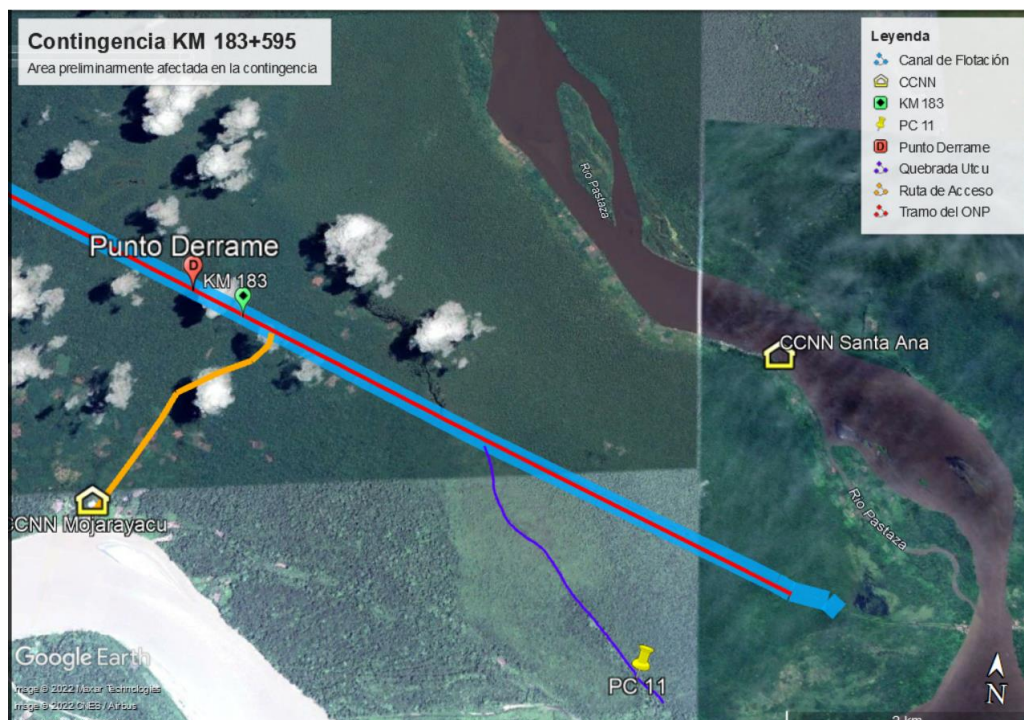 Contingencia KM 183+595
Area preliminarmente afectada en la contingencia
Leyenda
Canal de Flotación
CCNN
KM 183
PC 11
Punto Derrame
Quebrada Utcu
Ruta de Acceso
Tramo del ONP
Río Pastaza
Punto Derrame
D
KM 183
CCNN Santa Ana
CCNN Mojarayacu
Río Pastaza
PC 11
Google Earth
Image © 2022 Maxar Technologies
Image © 2022 CNES / Airbus
N
2 km